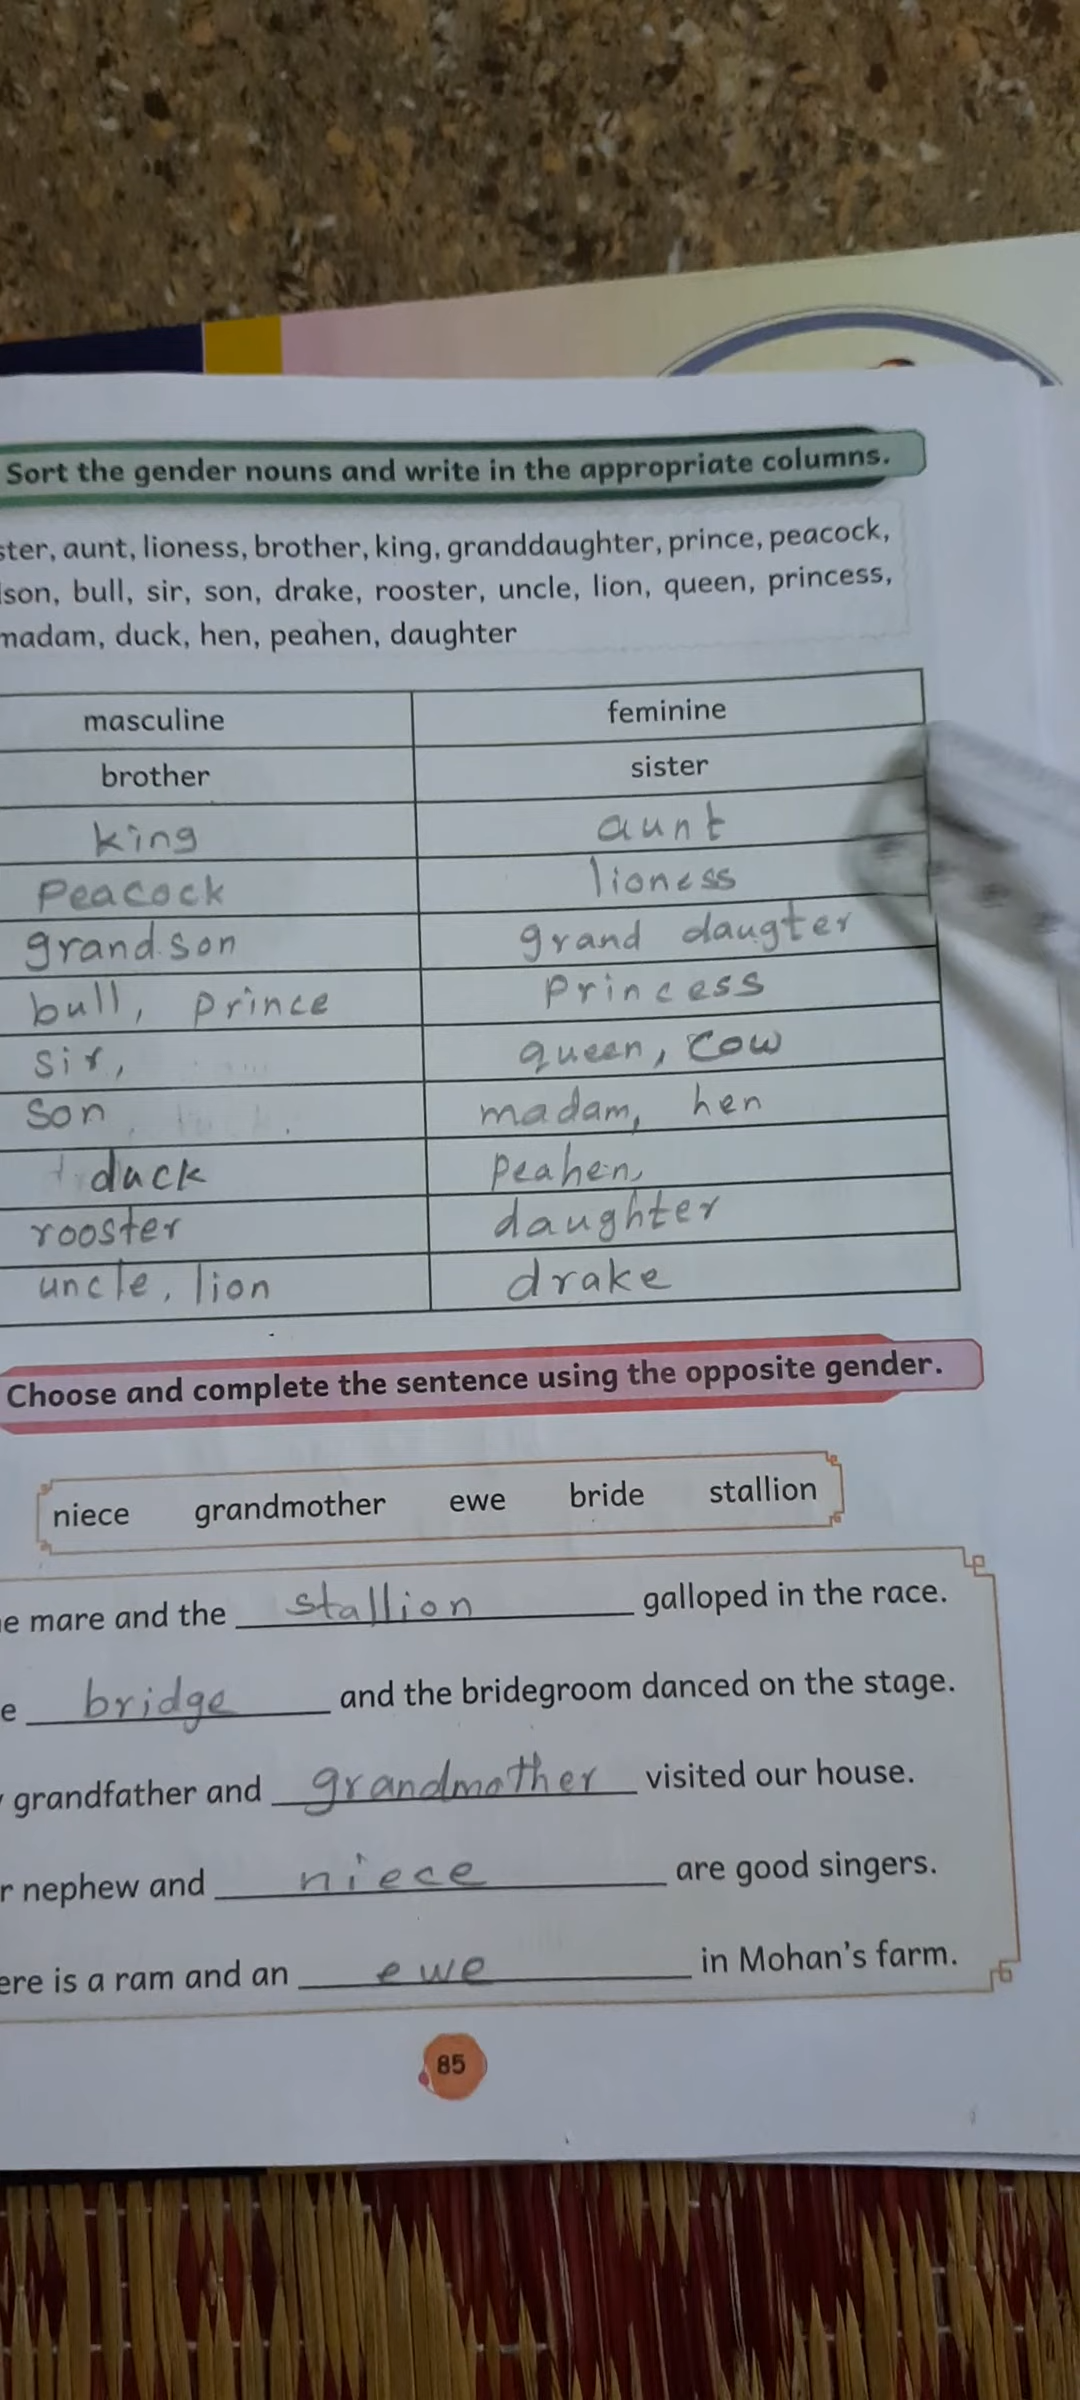 Sort the gender nouns and write in the appropriate columns.
ster, aunt, lioness, brother, king, granddaughter, prince, peacock,
son, bull, sir, son, drake, rooster, uncle, lion, queen, princess,
madam, duck, hen, peahen, daughter
masculine feminine
brother sister
king aunt
Peacock lioness
grandson grand daugter
bull, prince princess
sir, queen, cow
son madam, hen
duck Peahen,
rooster daughter
uncle, lion drake
Choose and complete the sentence using the opposite gender.
niece grandmother ewe bride stallion
e mare and the stallion galloped in the race.
e bridge and the bridegroom danced on the stage.
grandfather and grandmother visited our house.
r nephew and niece are good singers.
ere is a ram and an ewe in Mohan's farm.
85